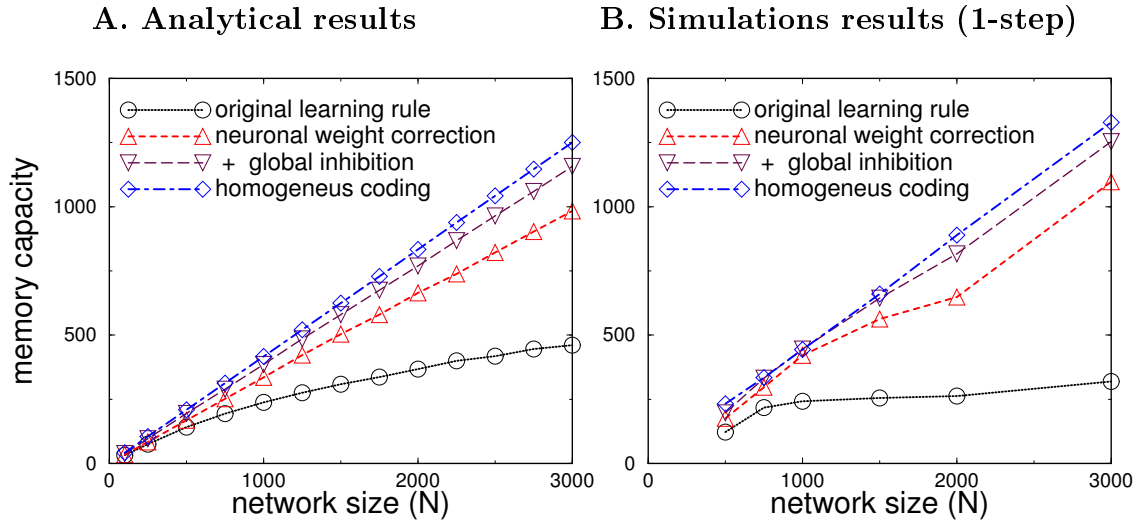 A. Analytical results
B. Simulations results (1-step)
memory capacity
1500
1000
500
0
original learning rule
neuronal weight correction
+ global inhibition
homogeneus coding
0 1000 2000 3000
network size (N)
1500
1000
500
0
original learning rule
neuronal weight correction
+ global inhibition
homogeneus coding
0 1000 2000 3000
network size (N)